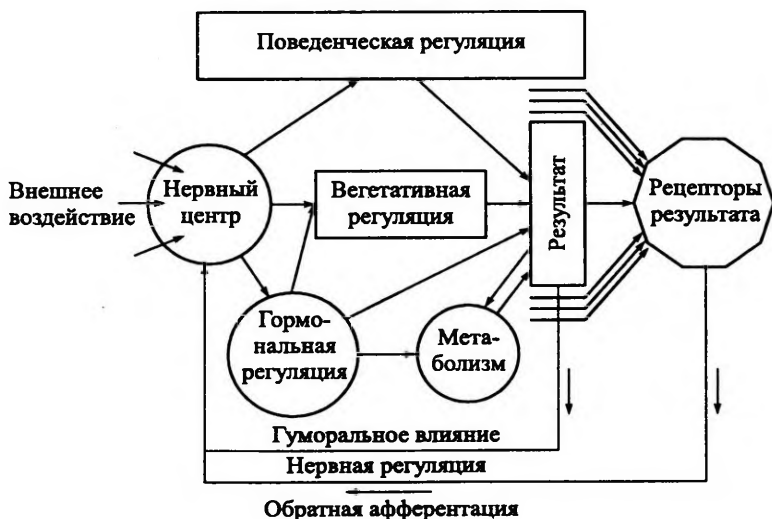 Поведенческая регуляция
Внешнее
воздействие
Нервный
центр
Вегетативная
регуляция
Результат
Рецепторы
результата
Гормо-
нальная
регуляция
Мета-
болизм
Гуморальное влияние
Нервная регуляция
Обратная афферентация